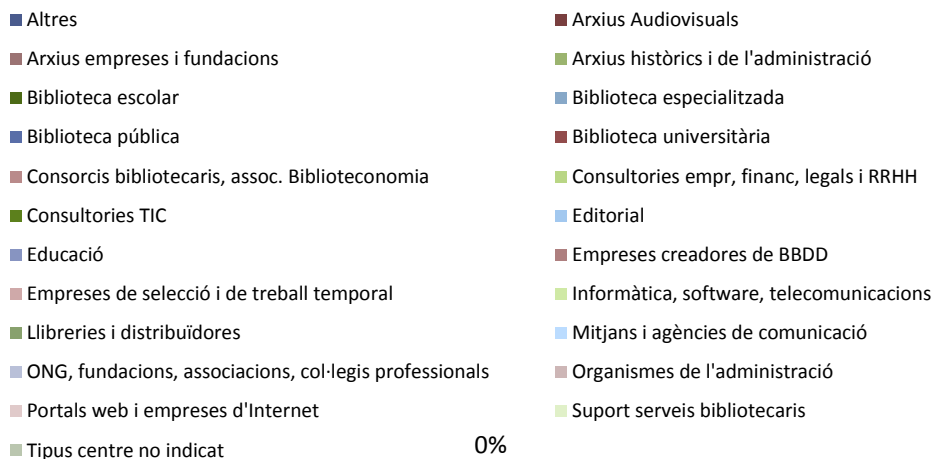 Altres Arxius Audiovisuals
Arxius empreses i fundacions Arxius històrics i de l'administració
Biblioteca escolar Biblioteca especialitzada
Biblioteca pública Biblioteca universitària
Consorcis bibliotecaris, assoc. Biblioteconomia Consultories empr, financ, legals i RRHH
Consultories TIC Editorial
Educació Empreses creadores de BBDD
Empreses de selecció i de treball temporal Informàtica, software, telecomunicacions
Llibreries i distribuïdores Mitjans i agències de comunicació
ONG, fundacions, associacions, col·legis professionals Organismes de l'administració
Portals web i empreses d'Internet Suport serveis bibliotecaris
Tipus centre no indicat 0%